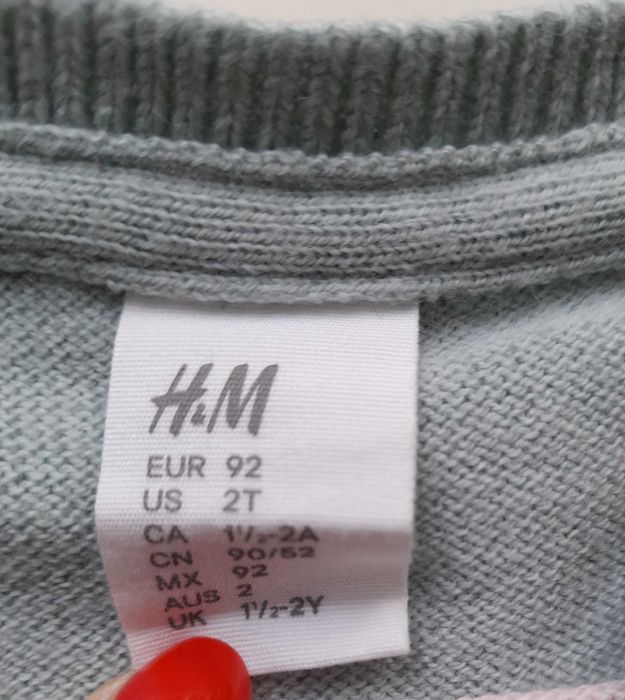 H&M
EUR 92
US 2T
CA 1½-2A
CN 90/52
MX 92
AUS 2
UK 1½-2Y